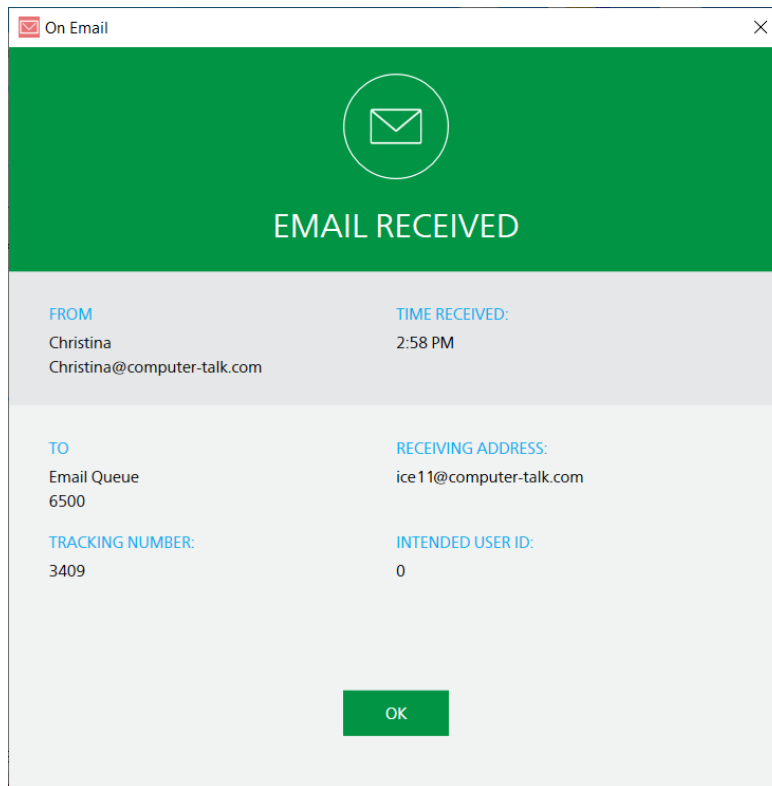 On Email
EMAIL RECEIVED
FROM
Christina
Christina@computer-talk.com
TIME RECEIVED:
2:58 PM
TO
Email Queue
6500
RECEIVING ADDRESS:
ice11@computer-talk.com
TRACKING NUMBER:
3409
INTENDED USER ID:
0
OK